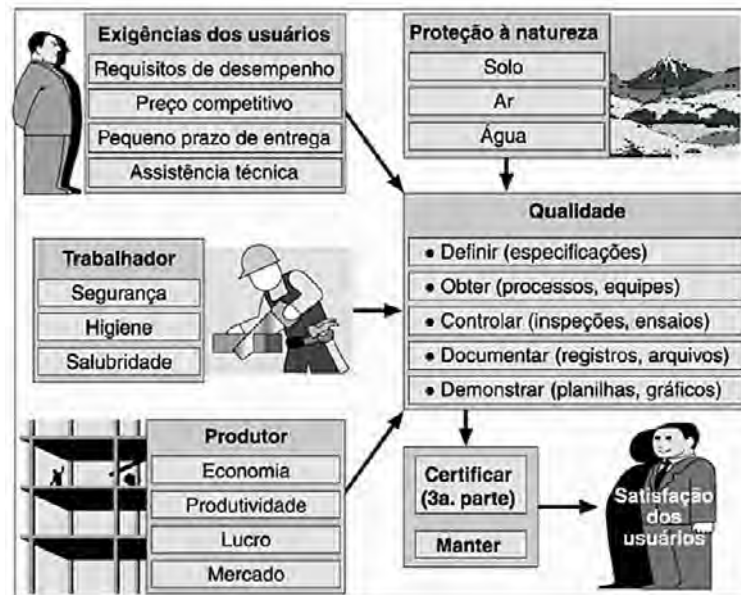 Exigências dos usuários
Requisitos de desempenho
Preço competitivo
Pequeno prazo de entrega
Assistência técnica
Proteção à natureza
Solo
Ar
Água
Trabalhador
Segurança
Higiene
Salubridade
Produtor
Economia
Produtividade
Lucro
Mercado
Qualidade
● Definir (especificações)
● Obter (processos, equipes)
● Controlar (inspeções, ensaios)
● Documentar (registros, arquivos)
● Demonstrar (planilhas, gráficos)
Certificar
(3a. parte)
Manter
Satisfação
dos
usuários